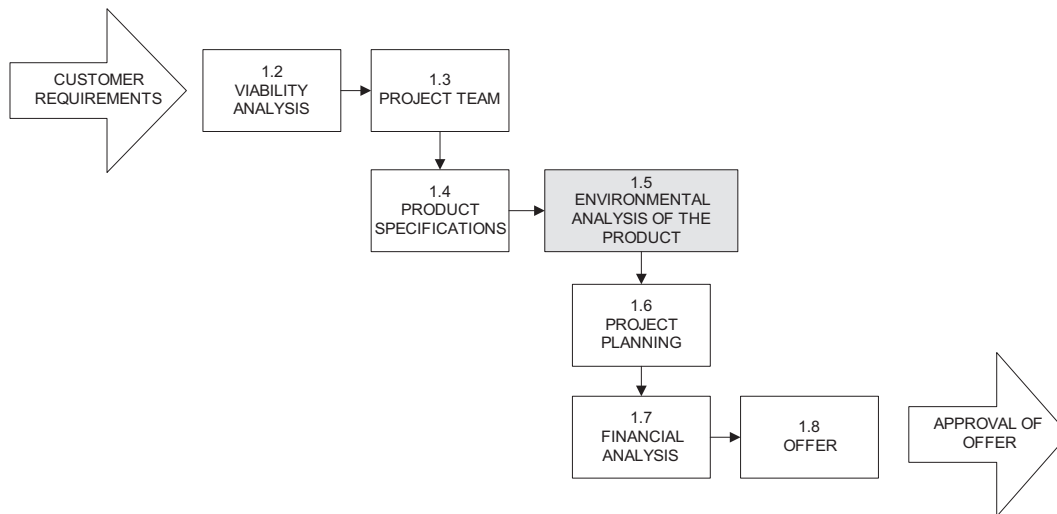 CUSTOMER
REQUIREMENTS
1.2
VIABILITY
ANALYSIS
1.3
PROJECT TEAM
1.4
PRODUCT
SPECIFICATIONS
1.5
ENVIRONMENTAL
ANALYSIS OF THE
PRODUCT
1.6
PROJECT
PLANNING
1.7
FINANCIAL
ANALYSIS
1.8
OFFER
APPROVAL OF
OFFER